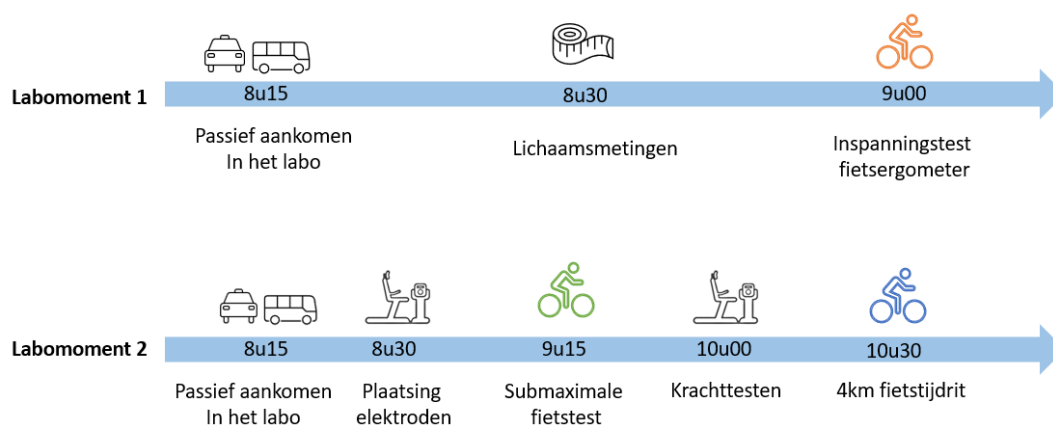 Labomoment 1
8u15
8u30
9u00
Passief aankomen
In het labo
Lichaamsmetingen
Inspanningstest
fietsergometer
Labomoment 2
8u15
8u30
9u15
10u00
10u30
Passief aankomen
In het labo
Plaatsing
elektroden
Submaximale
fietstest
Krachttesten
4km fietstijdrit